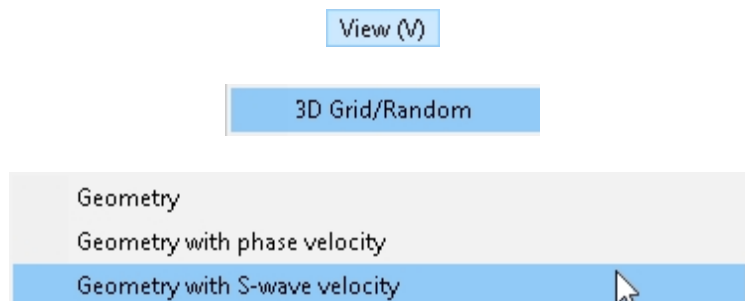 View (V)
3D Grid/Random
Geometry
Geometry with phase velocity
Geometry with S-wave velocity